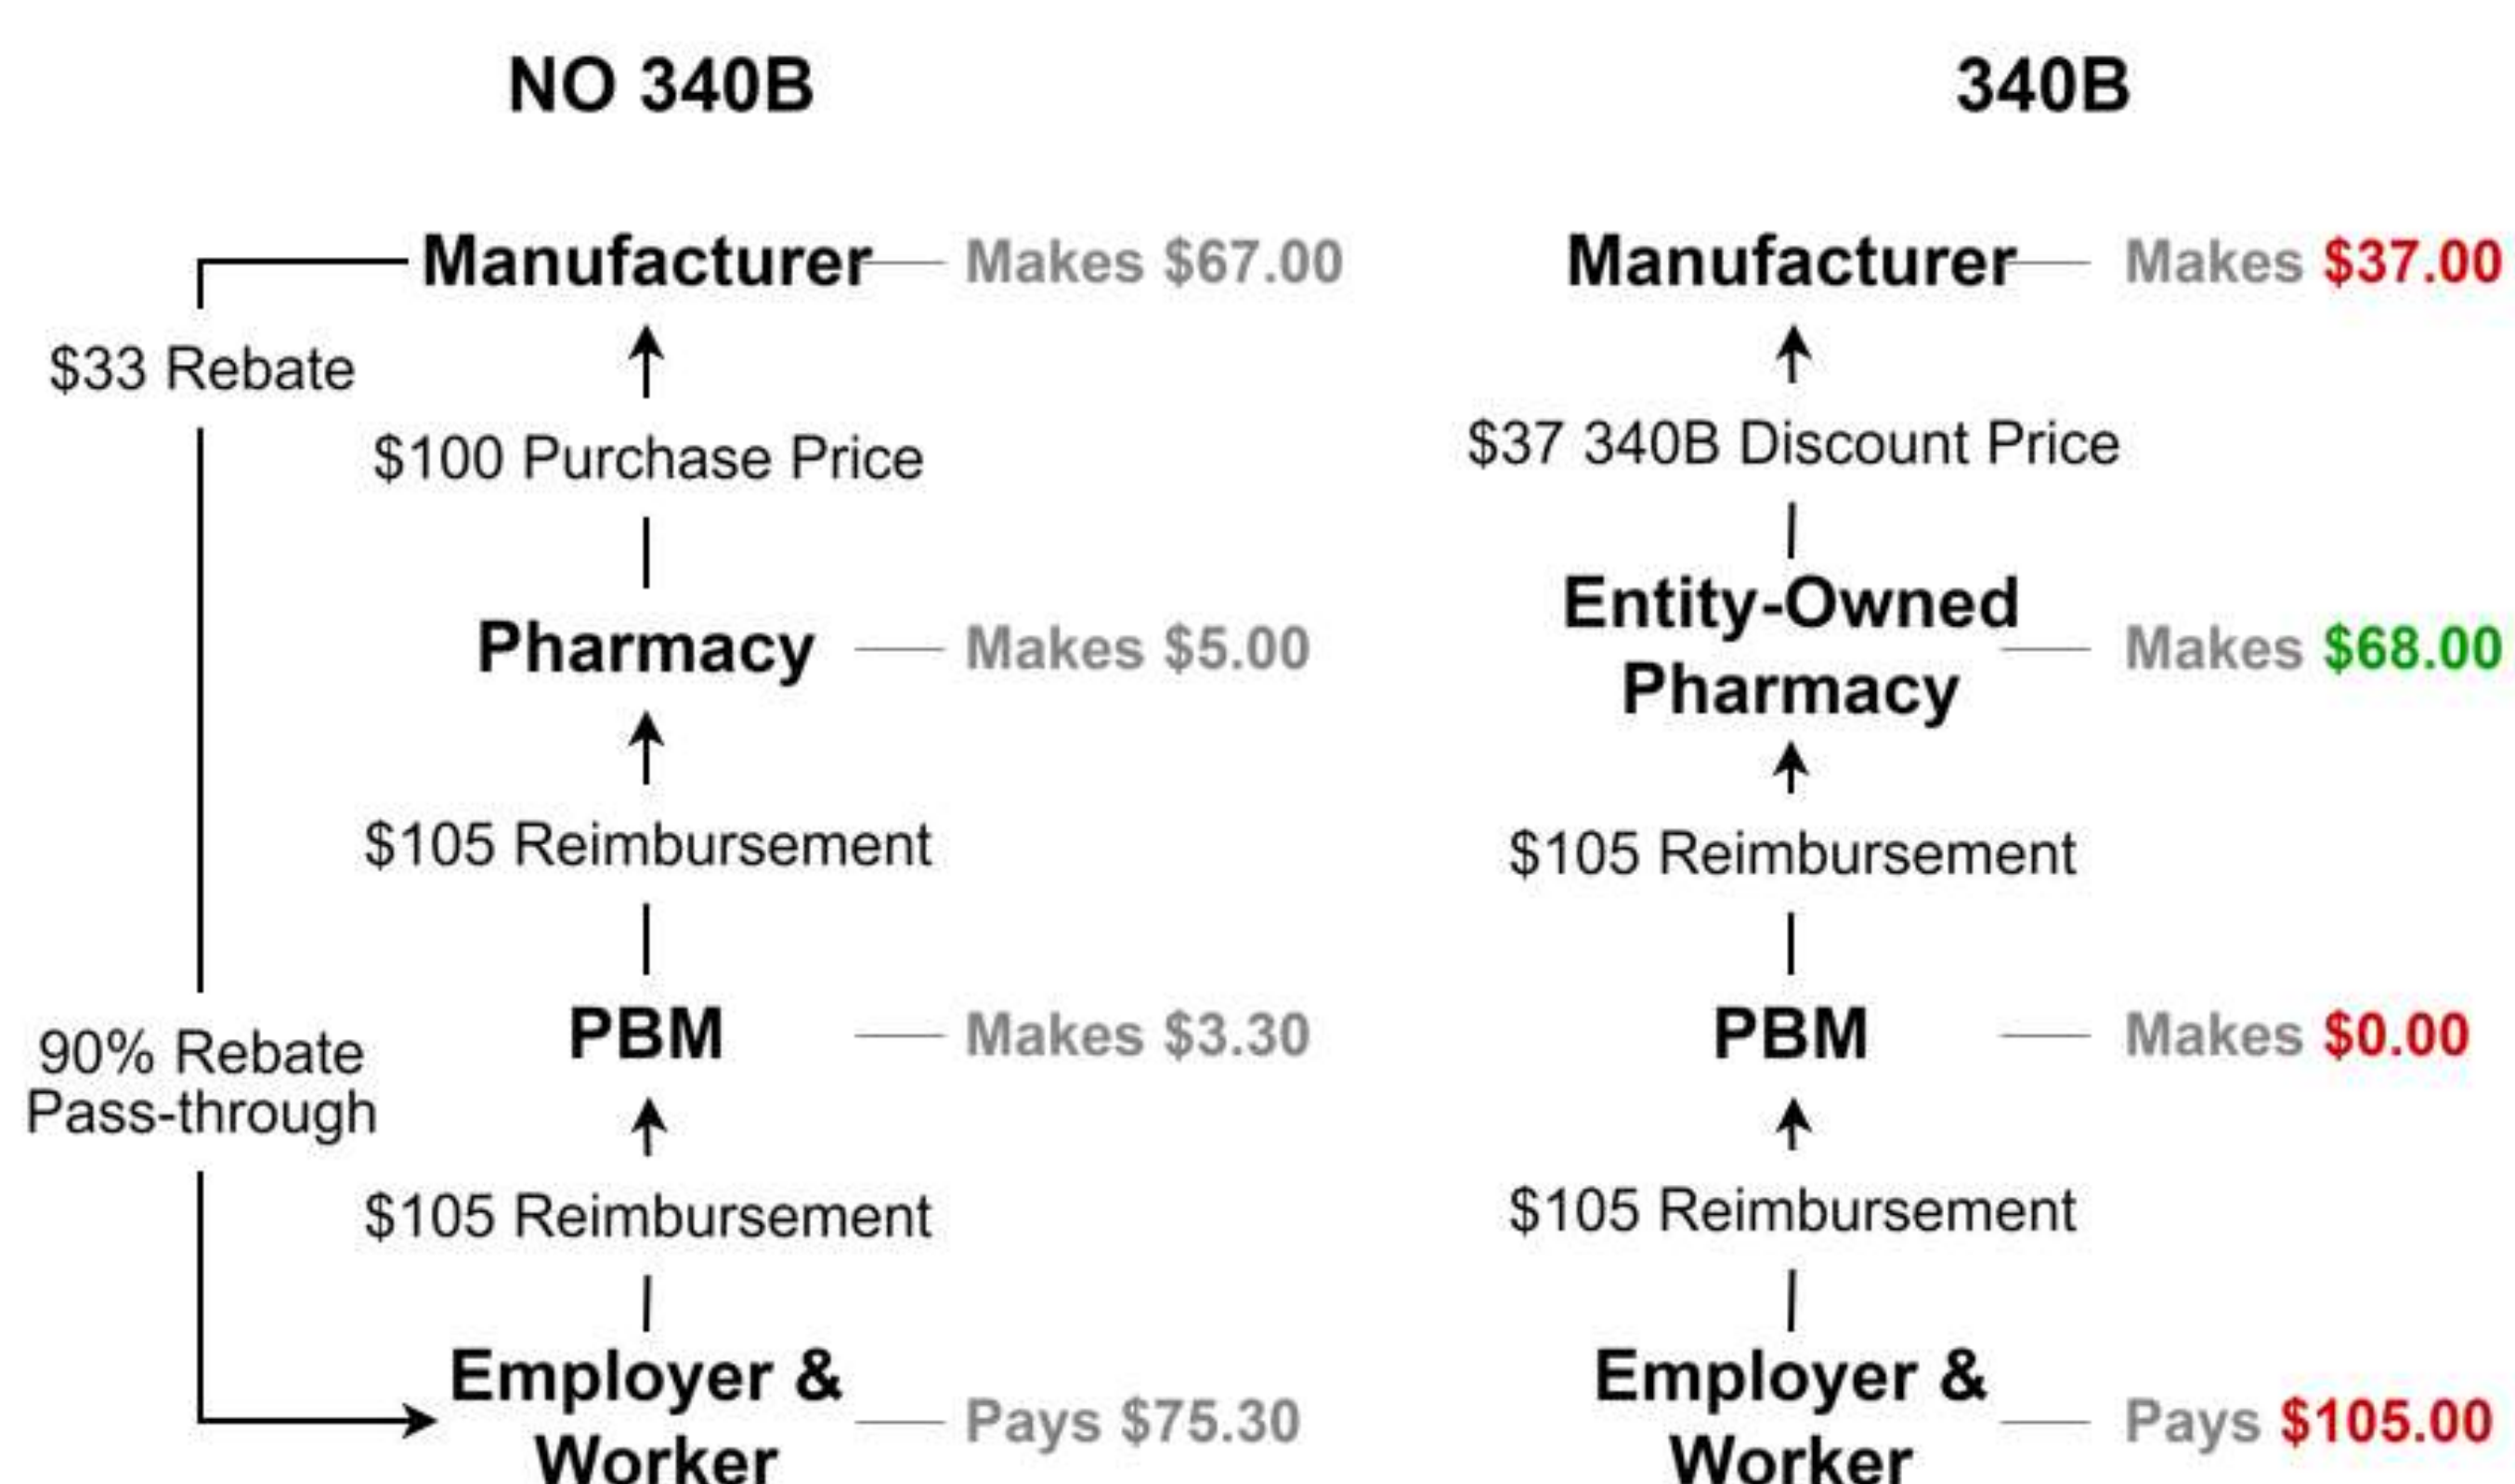 NO 340B
Manufacturer
Makes $67.00
$33 Rebate
$100 Purchase Price
Pharmacy
Makes $5.00
$105 Reimbursement
PBM
Makes $3.30
90% Rebate
Pass-through
$105 Reimbursement
Employer &
Worker
Pays $75.30
340B
Manufacturer
Makes $37.00
$37 340B Discount Price
Entity-Owned
Pharmacy
Makes $68.00
$105 Reimbursement
PBM
Makes $0.00
$105 Reimbursement
Employer &
Worker
Pays $105.00